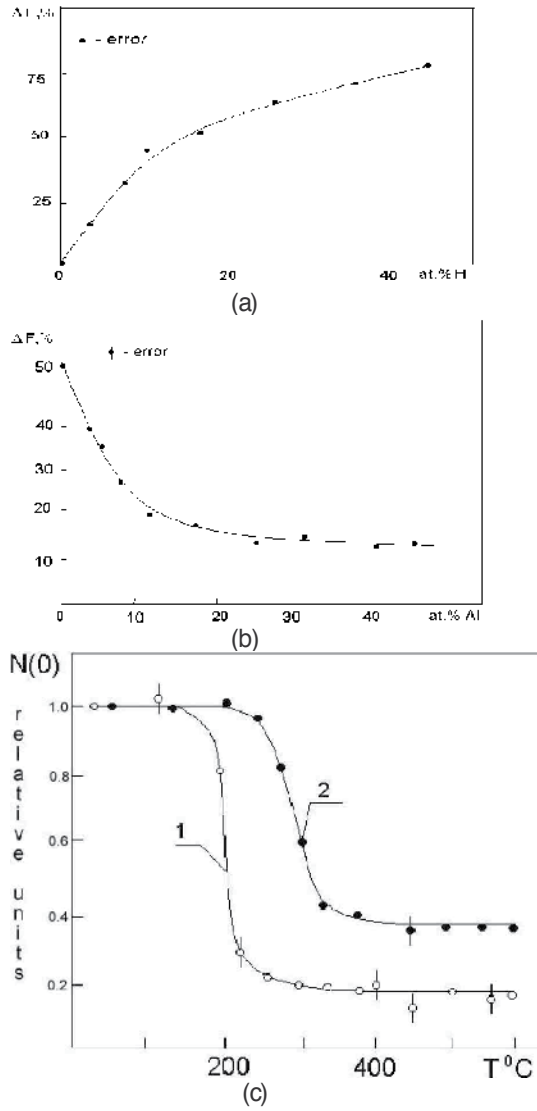 - error
75
50
25
0 20 40 at.% H
(a)
ΔF,%
- error
50
40
30
20
10
0 10 20 30 40 at.% Al
(b)
N(0)
relative units
1.0
0.8
0.6
0.4
0.2
1
2
200 400 T⁰C
(c)